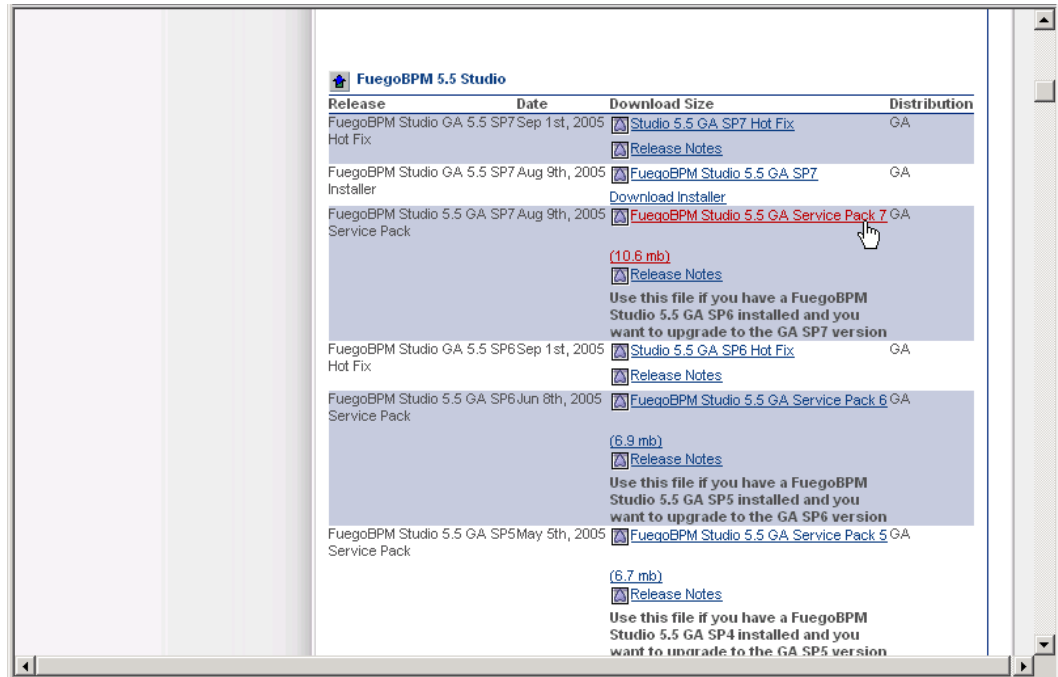 FuegoBPM 5.5 Studio
Release Date Download Size Distribution
FuegoBPM Studio GA 5.5 SP7 Sep 1st, 2005 Studio 5.5 GA SP7 Hot Fix GA
Hot Fix
Release Notes
FuegoBPM Studio GA 5.5 SP7 Aug 9th, 2005 FuegoBPM Studio 5.5 GA SP7 GA
Installer
Download Installer
FuegoBPM Studio 5.5 GA SP7 Aug 9th, 2005 FuegoBPM Studio 5.5 GA Service Pack 7 GA
Service Pack
(10.6 mb)
Release Notes
Use this file if you have a FuegoBPM
Studio 5.5 GA SP6 installed and you
want to upgrade to the GA SP7 version
FuegoBPM Studio GA 5.5 SP6 Sep 1st, 2005 Studio 5.5 GA SP6 Hot Fix GA
Hot Fix
Release Notes
FuegoBPM Studio 5.5 GA SP6 Jun 8th, 2005 FuegoBPM Studio 5.5 GA Service Pack 6 GA
Service Pack
(6.9 mb)
Release Notes
Use this file if you have a FuegoBPM
Studio 5.5 GA SP5 installed and you
want to upgrade to the GA SP6 version
FuegoBPM Studio 5.5 GA SP5 May 5th, 2005 FuegoBPM Studio 5.5 GA Service Pack 5 GA
Service Pack
(6.7 mb)
Release Notes
Use this file if you have a FuegoBPM
Studio 5.5 GA SP4 installed and you
want to upgrade to the GA SP5 version